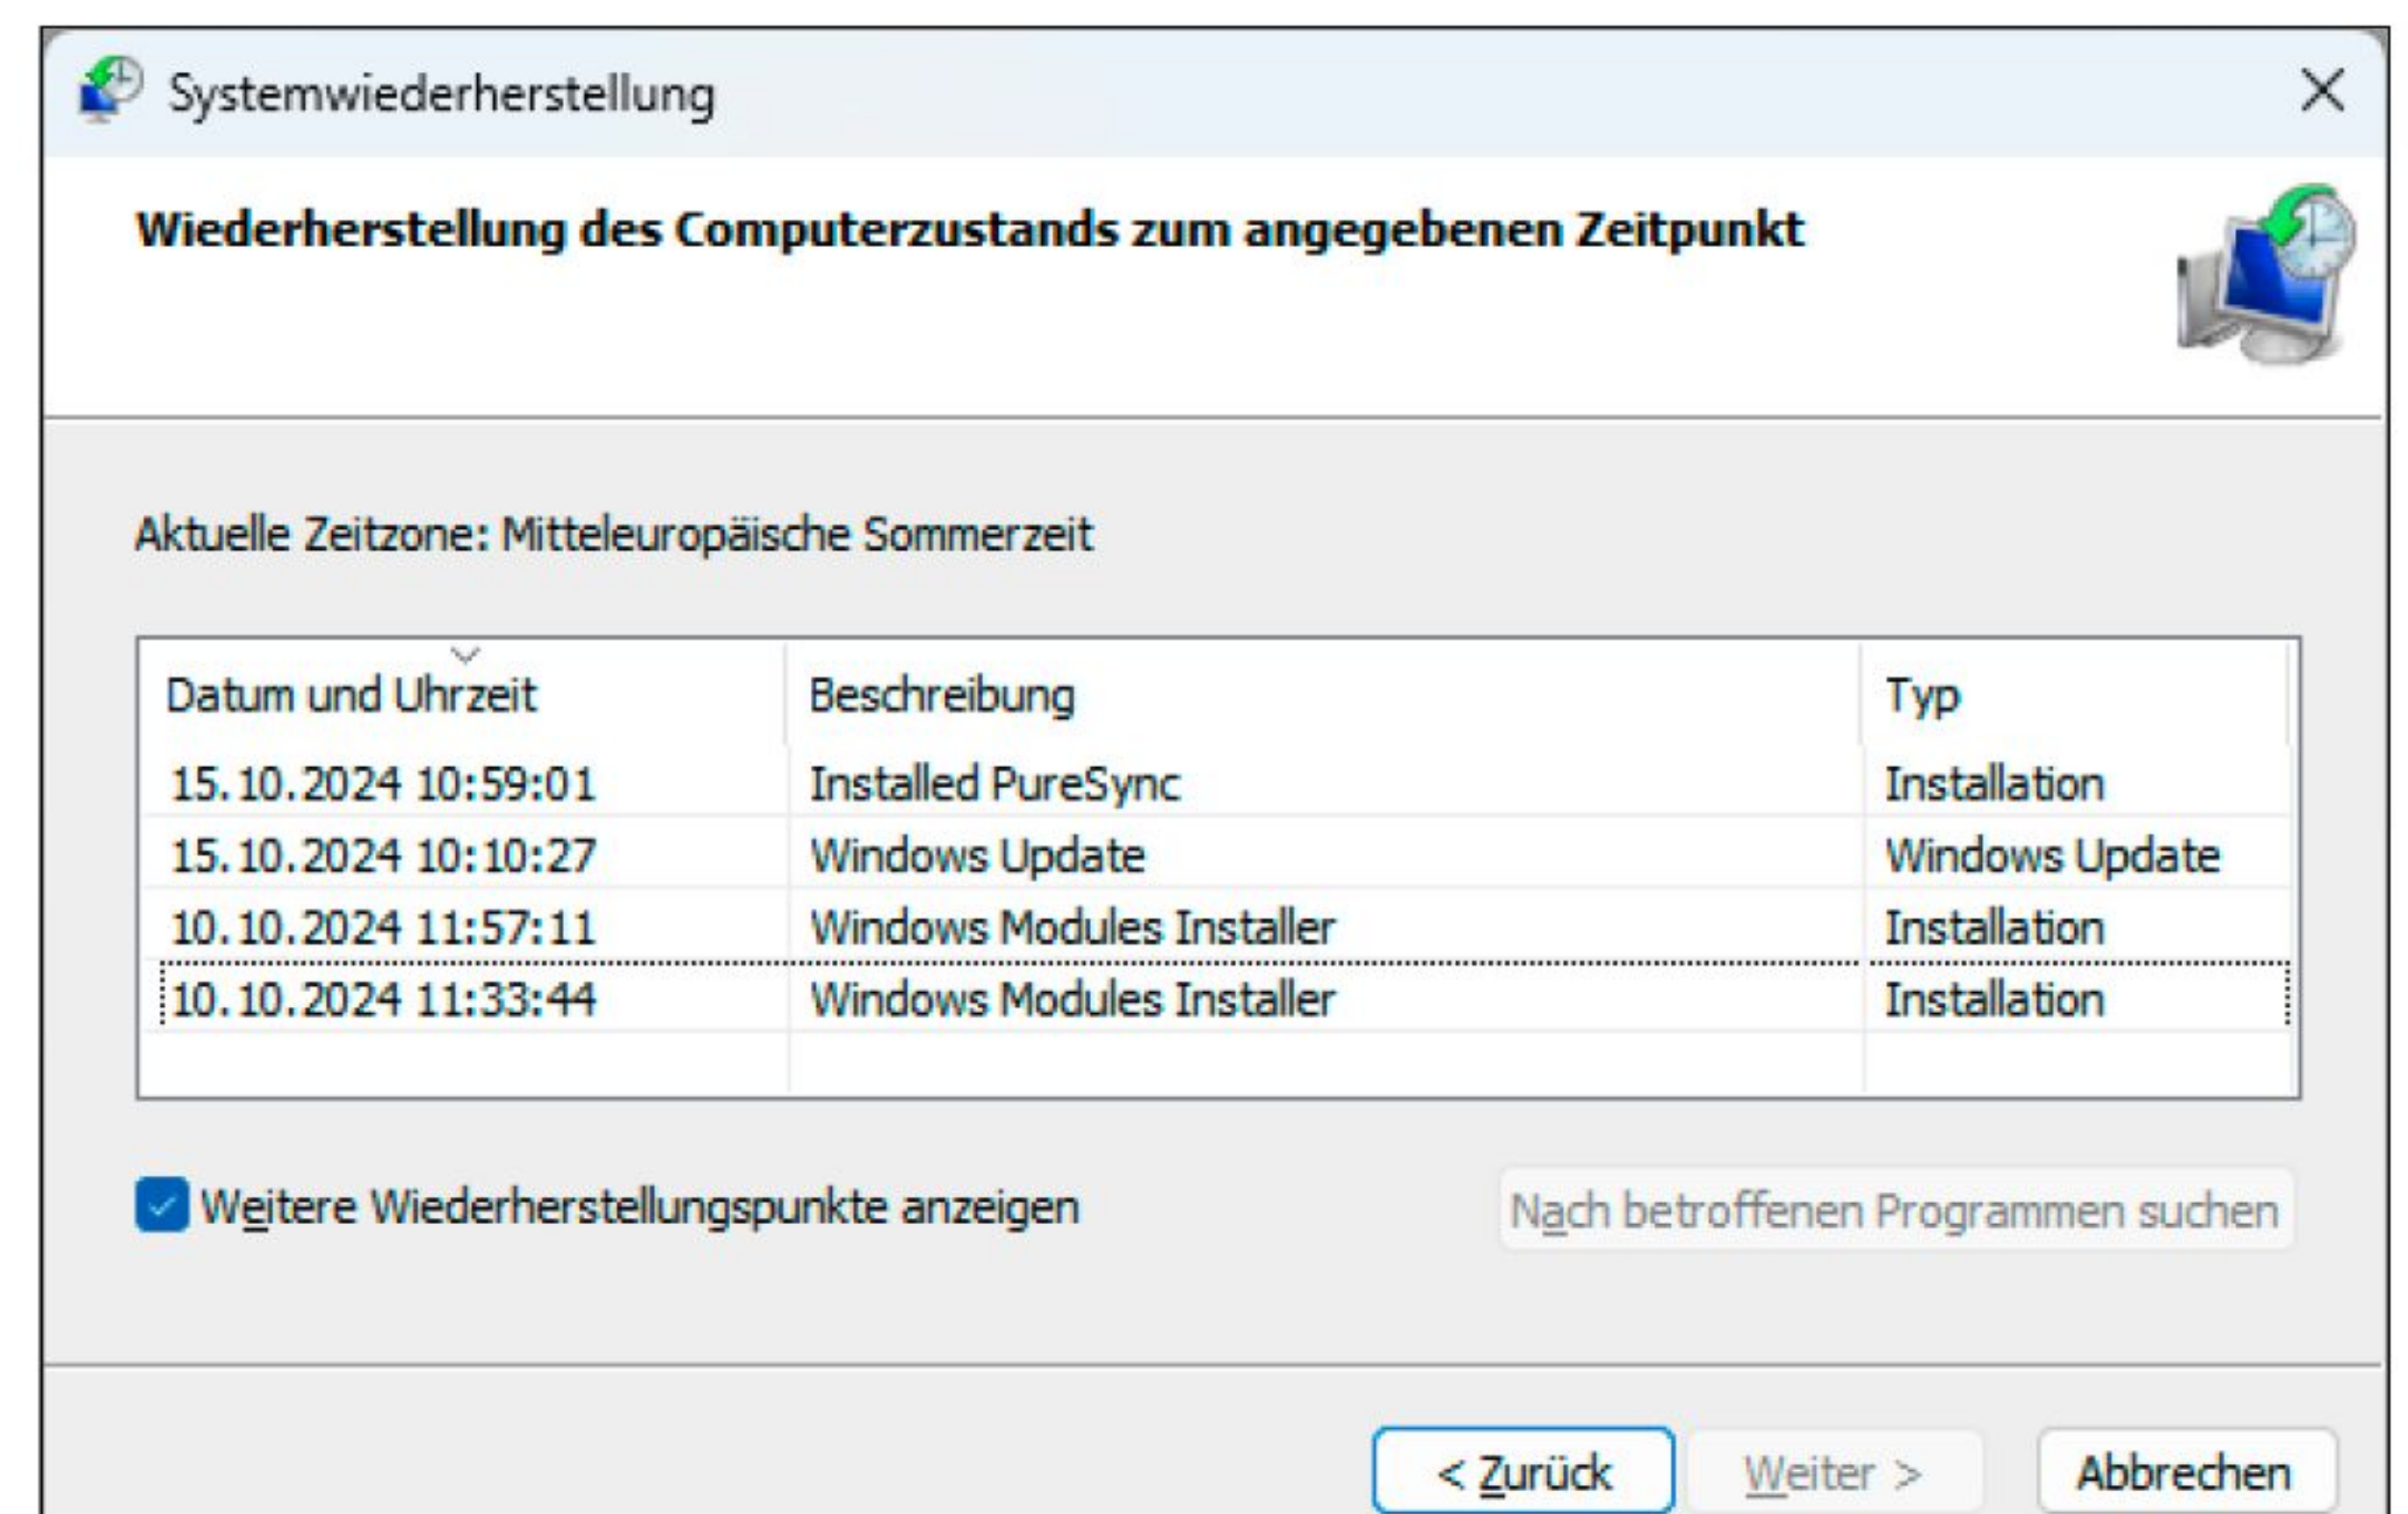 Systemwiederherstellung
Wiederherstellung des Computerzustands zum angegebenen Zeitpunkt
Aktuelle Zeitzone: Mitteleuropäische Sommerzeit
Datum und Uhrzeit Beschreibung Typ
15.10.2024 10:59:01 Installed PureSync Installation
15.10.2024 10:10:27 Windows Update Windows Update
10.10.2024 11:57:11 Windows Modules Installer Installation
10.10.2024 11:33:44 Windows Modules Installer Installation
Weitere Wiederherstellungspunkte anzeigen Nach betroffenen Programmen suchen
< Zurück Weiter > Abbrechen